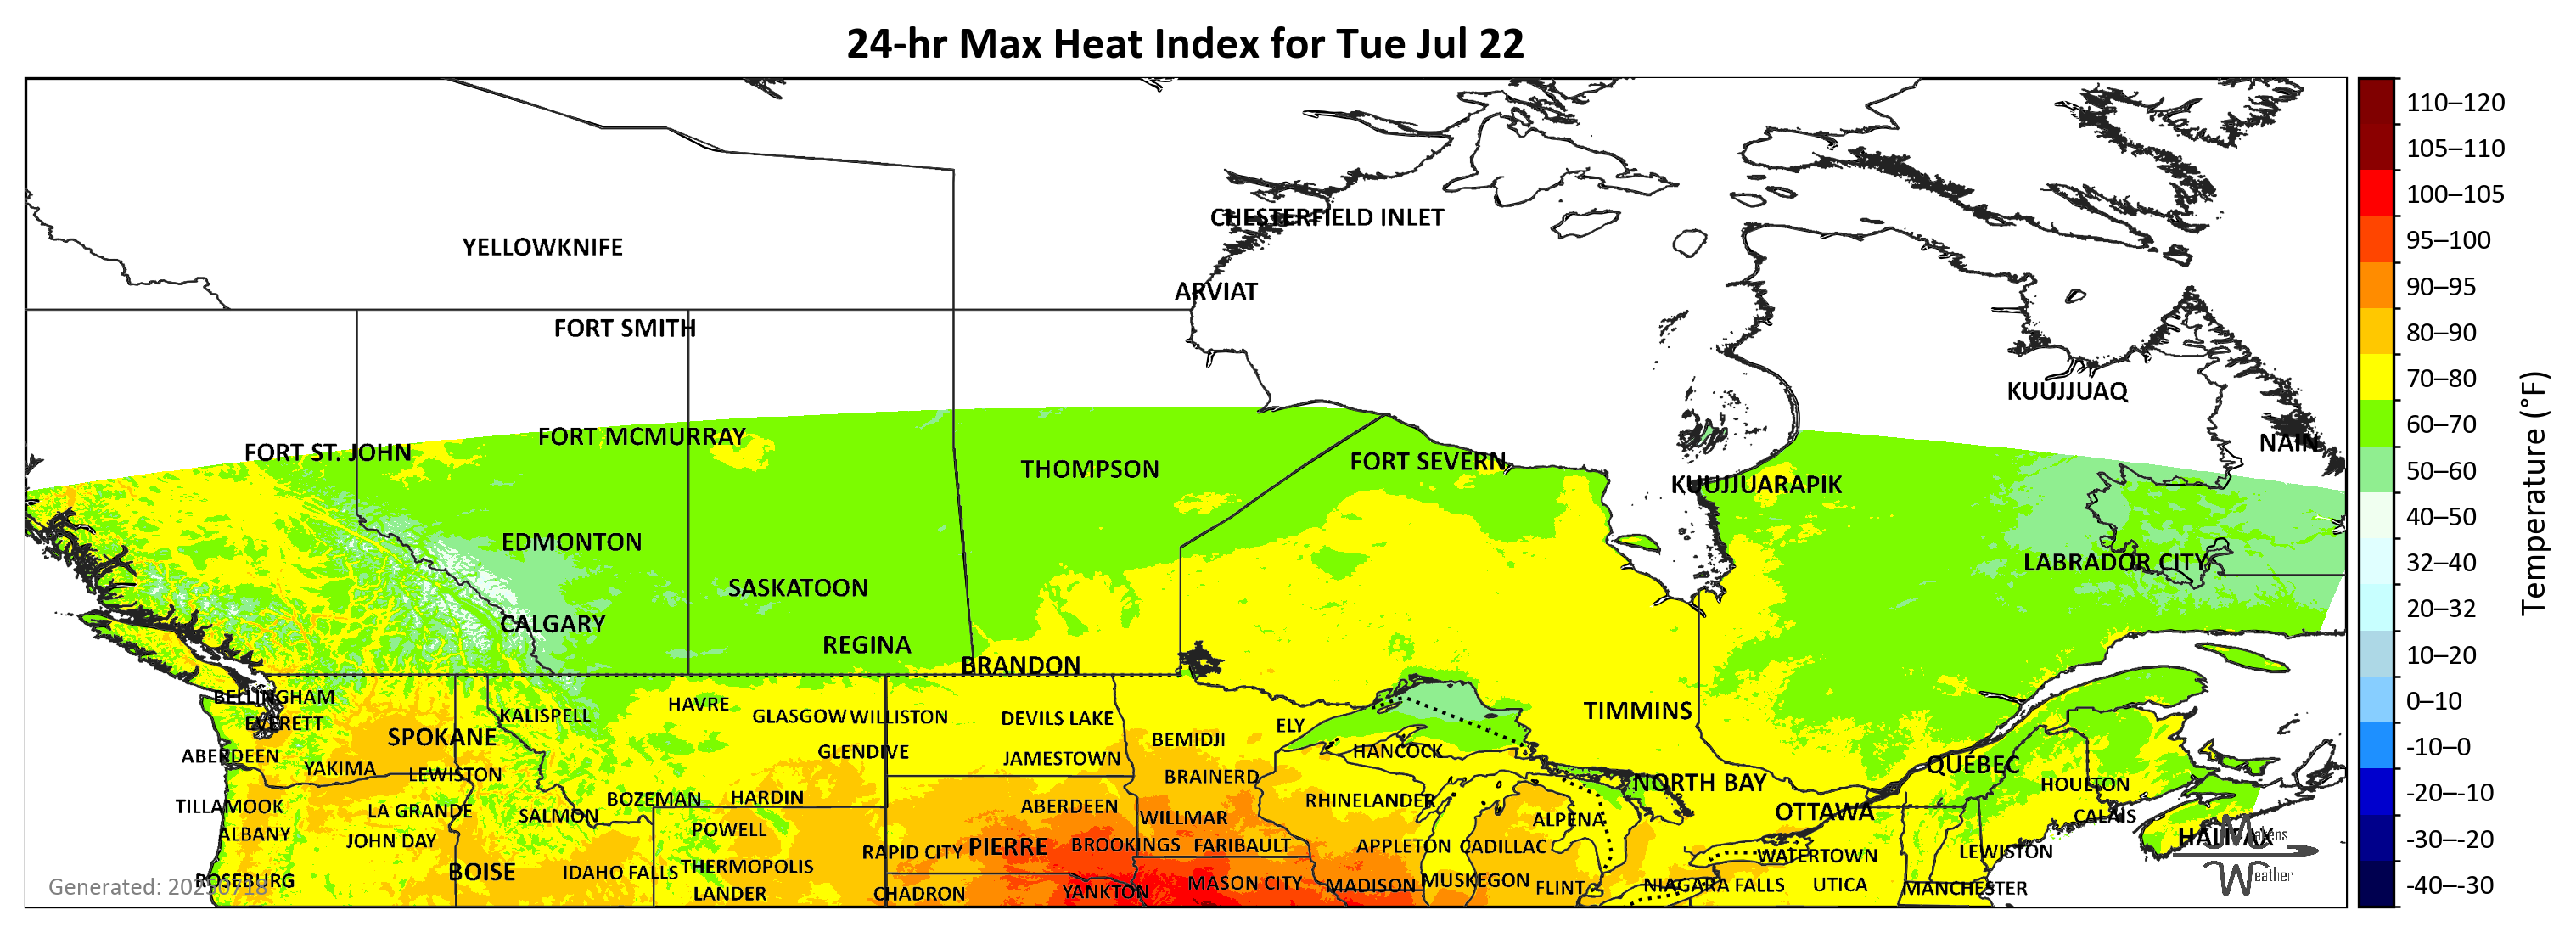 24-hr Max Heat Index for Tue Jul 22
110–120
105–110
CHESTERFIELD INLET
100–105
YELLOWKNIFE
95–100
ARVIAT
90–95
FORT SMITH
80–90
KUUJJUAQ
70–80
FORT ST. JOHN
FORT MCMURRAY
NAIN
60–70
THOMPSON
FORT SEVERN
KUUJJUARAPIK
50–60
EDMONTON
40–50
LABRADOR CITY
32–40
SASKATOON
CALGARY
20–32
REGINA
BRANDON
10–20
Temperature (°F)
BELLINGHAM
HAVRE
0–10
EVERETT
KALISPELL
GLASGOW
WILLISTON
DEVILS LAKE
ELY
TIMMINS
SPOKANE
BEMIDJI
-10–0
ABERDEEN
GLENDIVE
JAMESTOWN
HANCOCK
YAKIMA
LEWISTON
BRAINERD
NORTH BAY
QUÉBEC
HOULTON
-20–-10
TILLAMOOK
LA GRANDE
SALMON
BOZEMAN
HARDIN
ABERDEEN
WILLMAR
RHINELANDER
ALPENA
OTTAWA
CALAIS
ALBANY
JOHN DAY
POWELL
RAPID CITY
PIERRE
BROOKINGS
FARIBAULT
APPLETON
CADILLAC
WATERTOWN
LEWISTON
HALIFAX
Makens
-30–-20
BOISE
IDAHO FALLS
THERMOPOLIS
Weather
Generated: 20250718
ROSEBURG
LANDER
CHADRON
YANKTON
MASON CITY
MADISON
MUSKEGON
FLINT
NIAGARA FALLS
UTICA
MANCHESTER
-40–-30